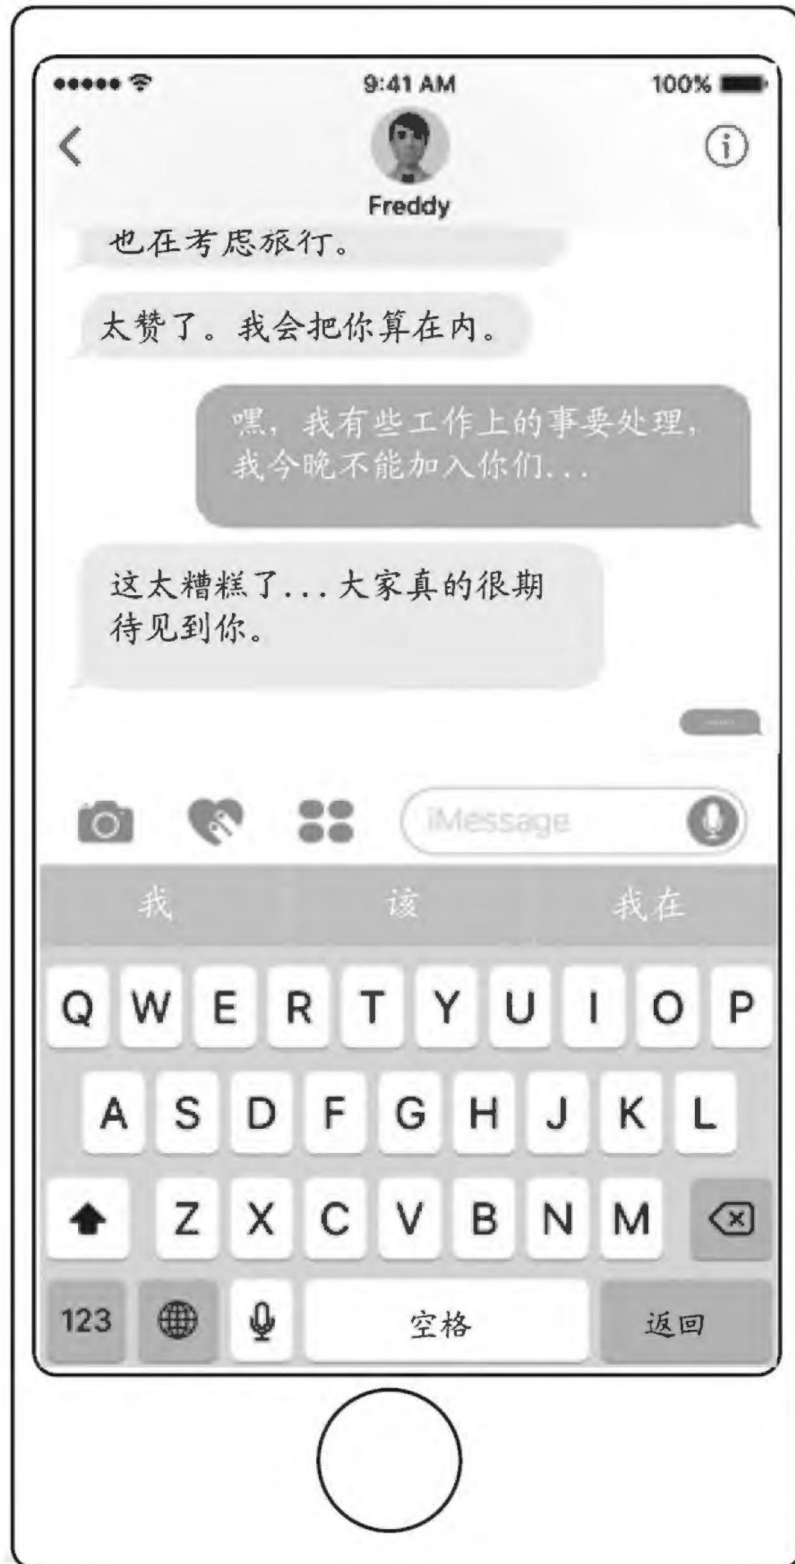 9:41 AM
100%
Freddy
也在考虑旅行。
太赞了。我会把你算在内。
嘿，我有些工作上的事要处理，
我今晚不能加入你们...
这太糟糕了...大家真的很期
待见到你。
iMessage
我 该 我在
Q W E R T Y U I O P
A S D F G H J K L
Z X C V B N M
123 空格 返回